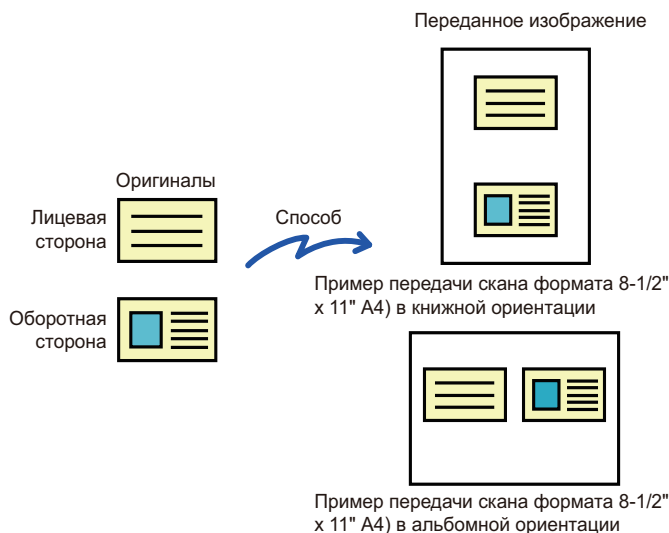 Переданное изображение
Оригиналы
Лицевая
сторона
Способ
Оборотная
сторона
Пример передачи скана формата 8-1/2"
x 11" A4) в книжной ориентации
Пример передачи скана формата 8-1/2"
x 11" A4) в альбомной ориентации